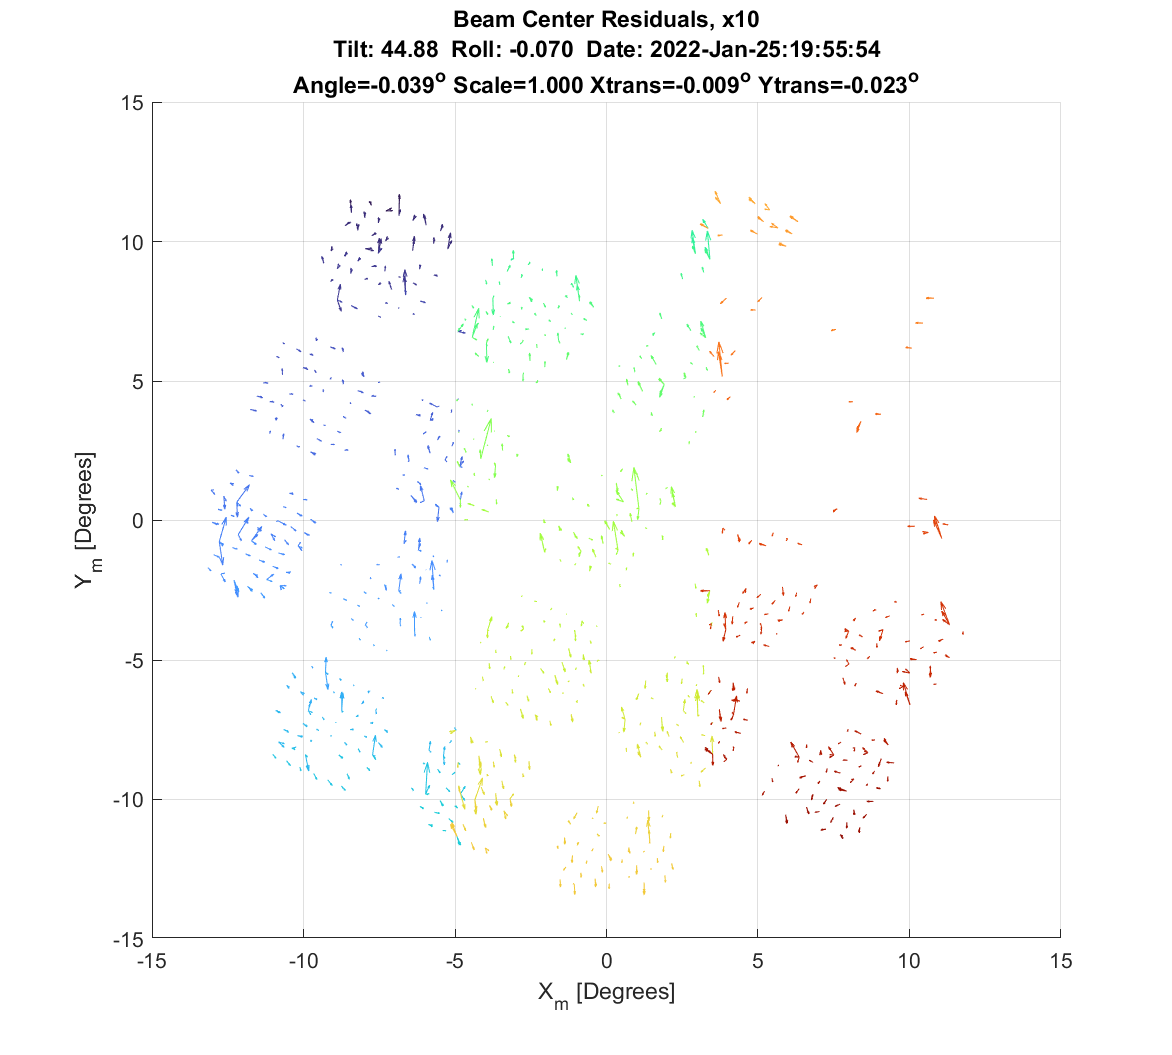 Beam Center Residuals, x10
Tilt: 44.88 Roll: -0.070 Date: 2022-Jan-25:19:55:54
Angle=-0.039° Scale=1.000 Xtrans=-0.009° Ytrans=-0.023°
15
10
5
0
-5
-10
-15
Y_m [Degrees]
-15 -10 -5 0 5 10 15
X_m [Degrees]